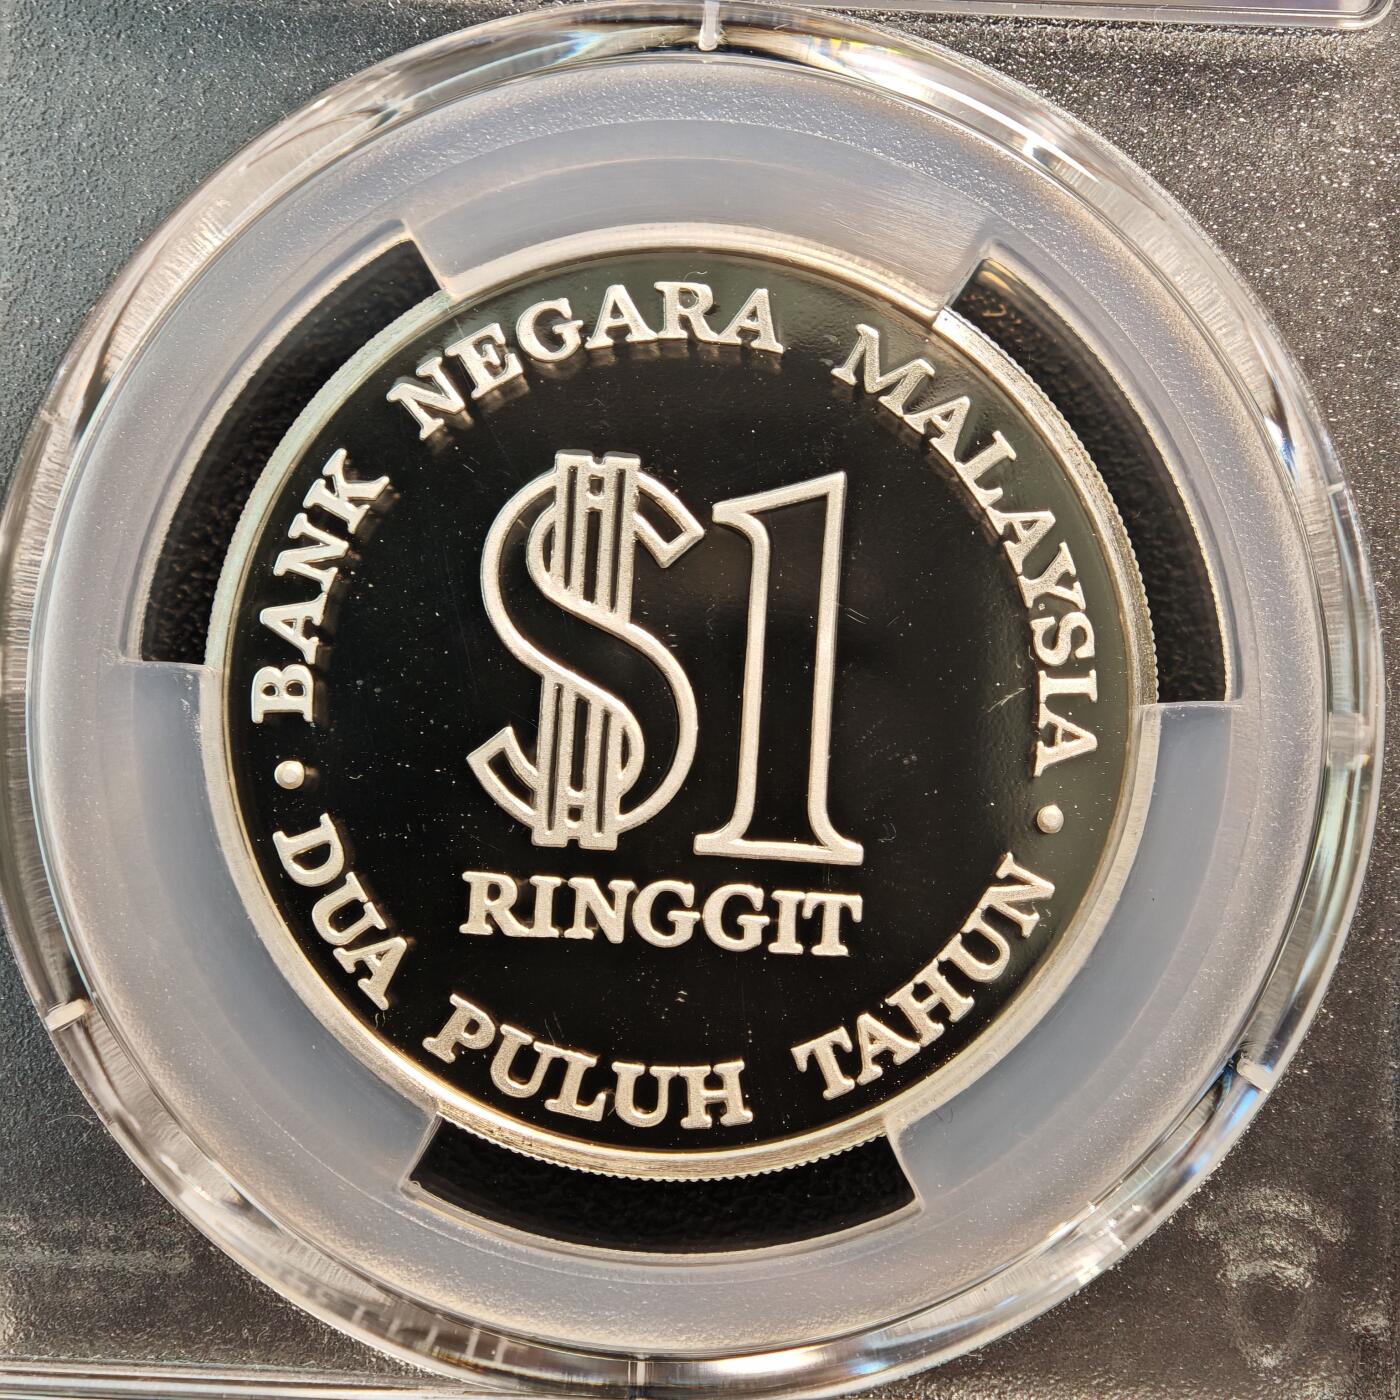 BANK NEGARA MALAYSIA
$1
RINGGIT
• DUA PULUH TAHUN •